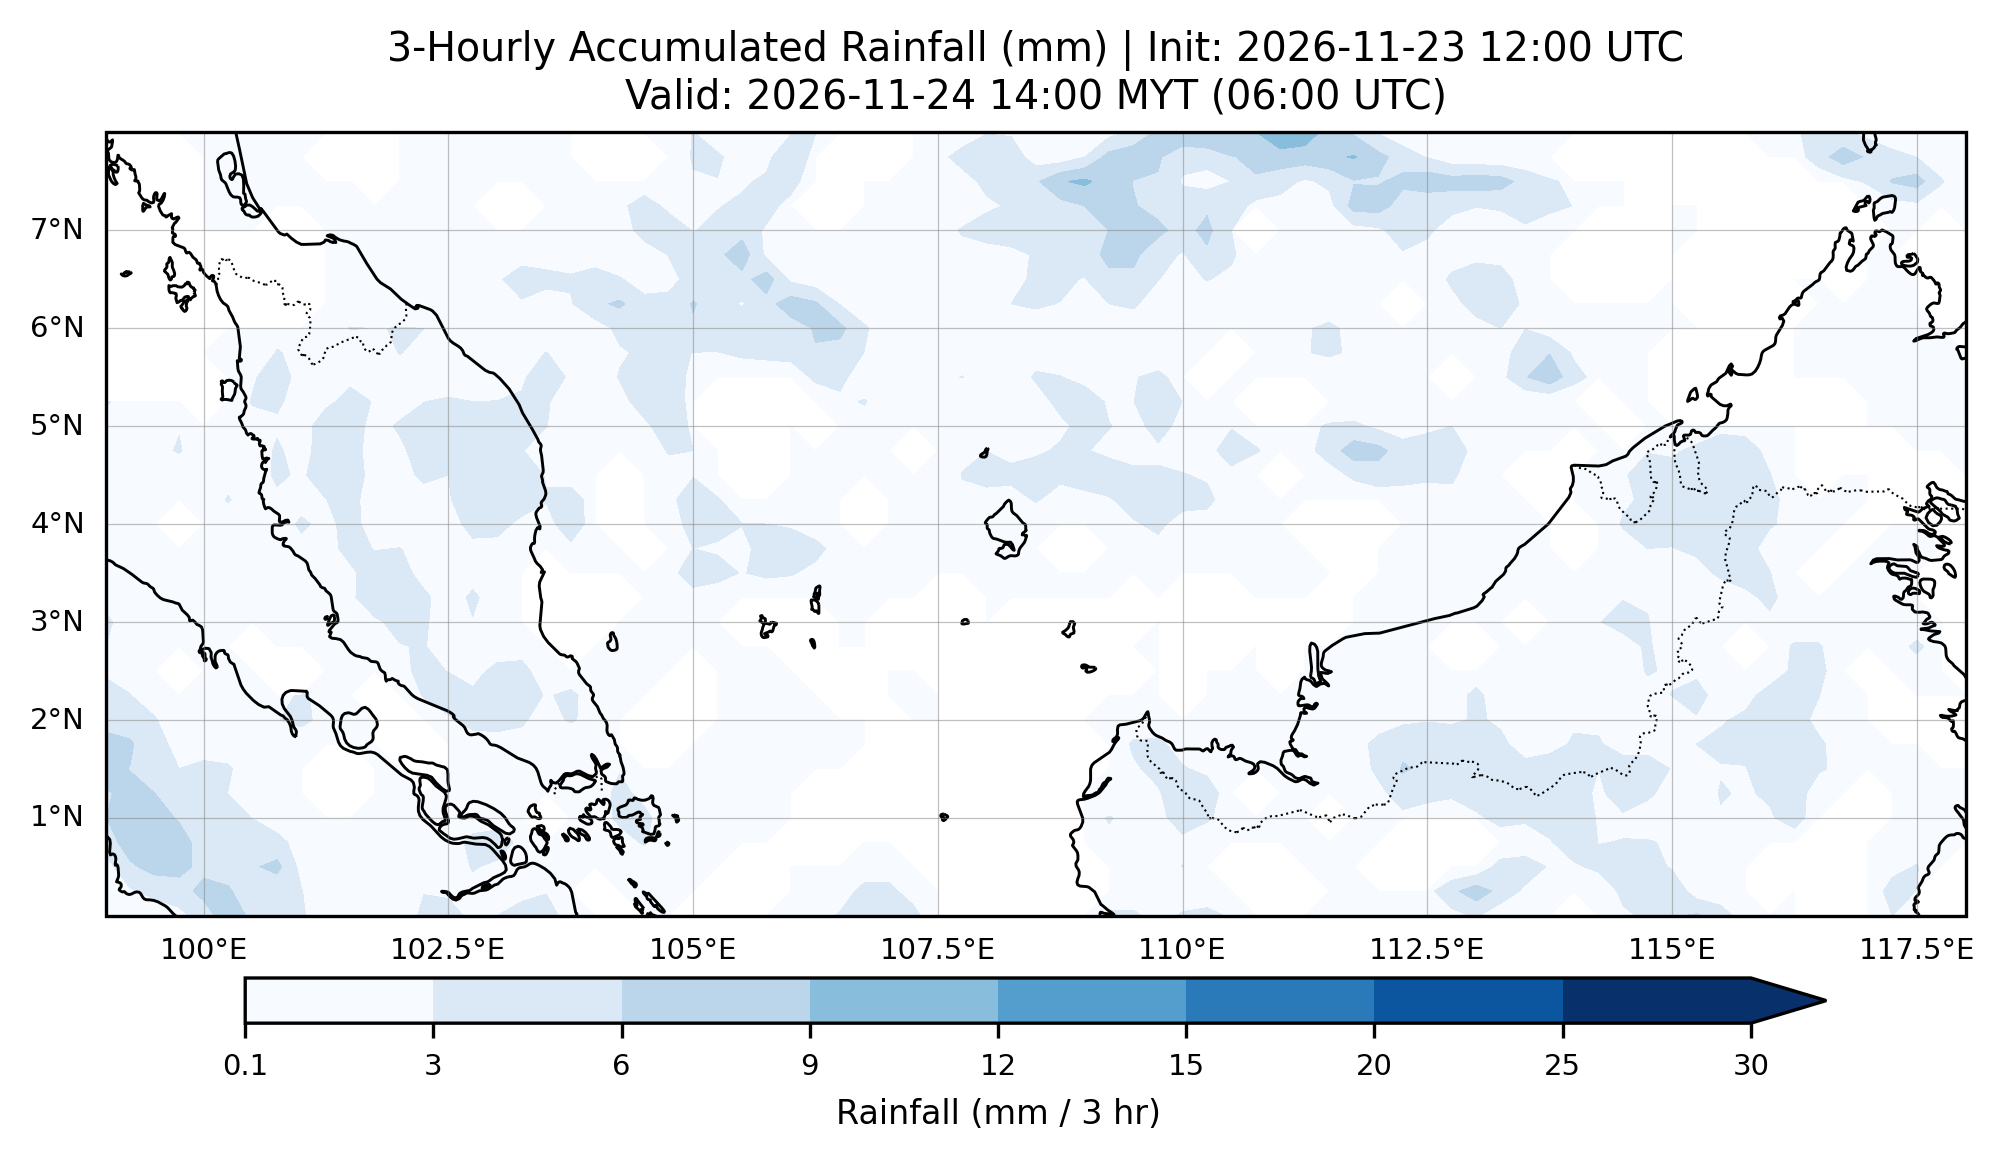 3-Hourly Accumulated Rainfall (mm) | Init: 2026-11-23 12:00 UTC
Valid: 2026-11-24 14:00 MYT (06:00 UTC)
7°N
6°N
5°N
4°N
3°N
2°N
1°N
100°E 102.5°E 105°E 107.5°E 110°E 112.5°E 115°E 117.5°E
0.1 3 6 9 12 15 20 25 30
Rainfall (mm / 3 hr)